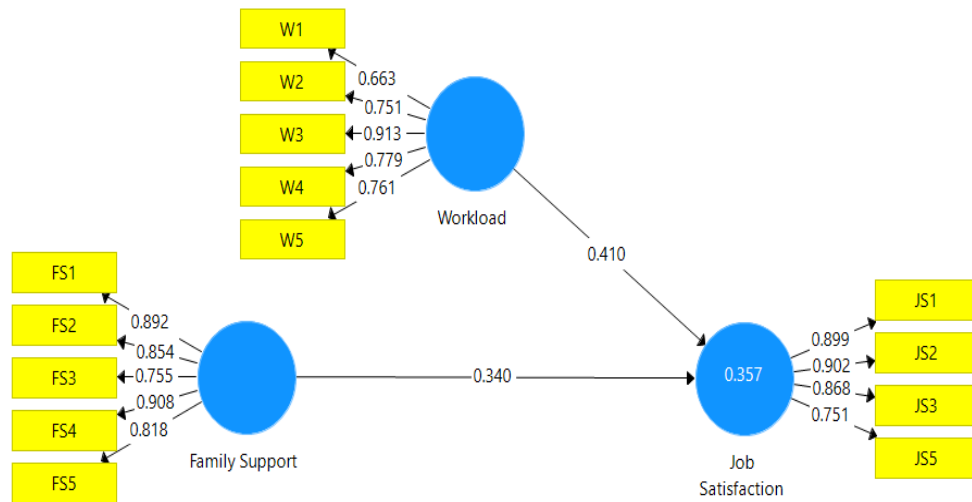 W1
W2
W3
W4
W5
0.663
0.751
0.913
0.779
0.761
Workload
0.410
FS1
FS2
FS3
FS4
FS5
0.892
0.854
0.755
0.908
0.818
Family Support
0.340
0.357
Job
Satisfaction
0.899
0.902
0.868
0.751
JS1
JS2
JS3
JS5